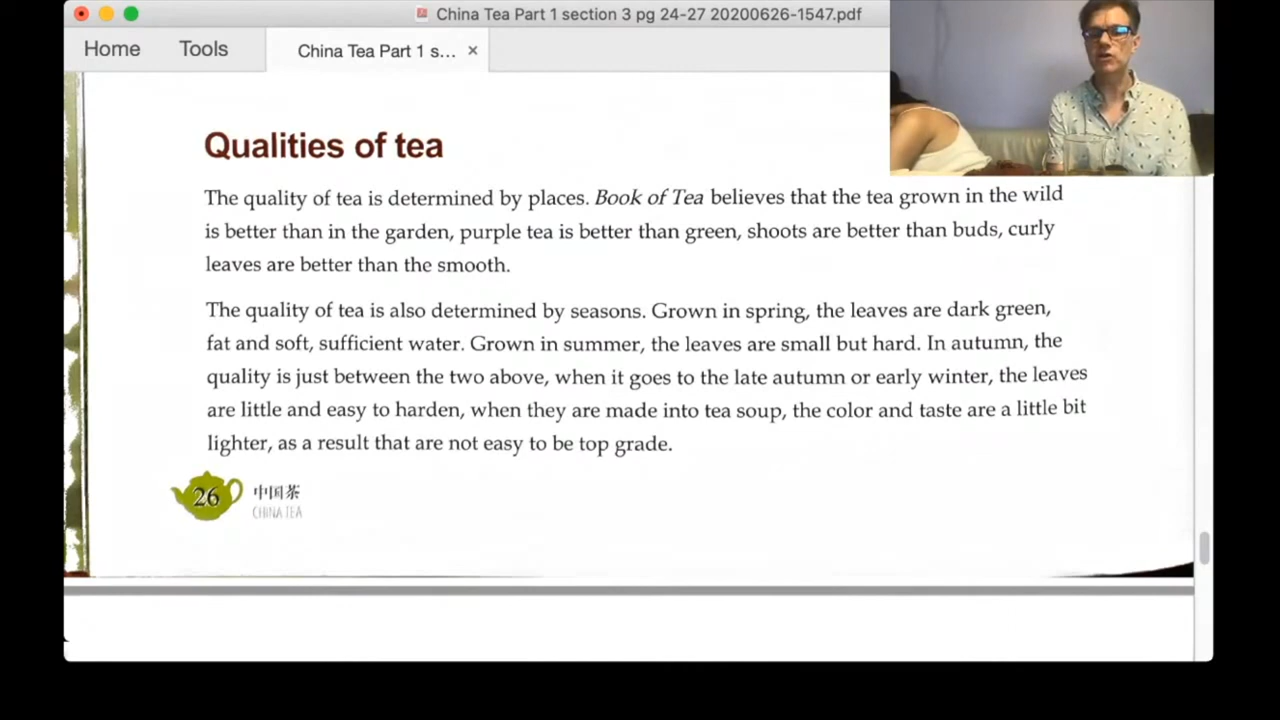 China Tea Part 1 section 3 pg 24-27 20200626-1547.pdf
Home Tools China Tea Part 1 s... ×
Qualities of tea
The quality of tea is determined by places. Book of Tea believes that the tea grown in the wild
is better than in the garden, purple tea is better than green, shoots are better than buds, curly
leaves are better than the smooth.
The quality of tea is also determined by seasons. Grown in spring, the leaves are dark green,
fat and soft, sufficient water. Grown in summer, the leaves are small but hard. In autumn, the
quality is just between the two above, when it goes to the late autumn or early winter, the leaves
are little and easy to harden, when they are made into tea soup, the color and taste are a little bit
lighter, as a result that are not easy to be top grade.
26 中国茶
CHINA TEA